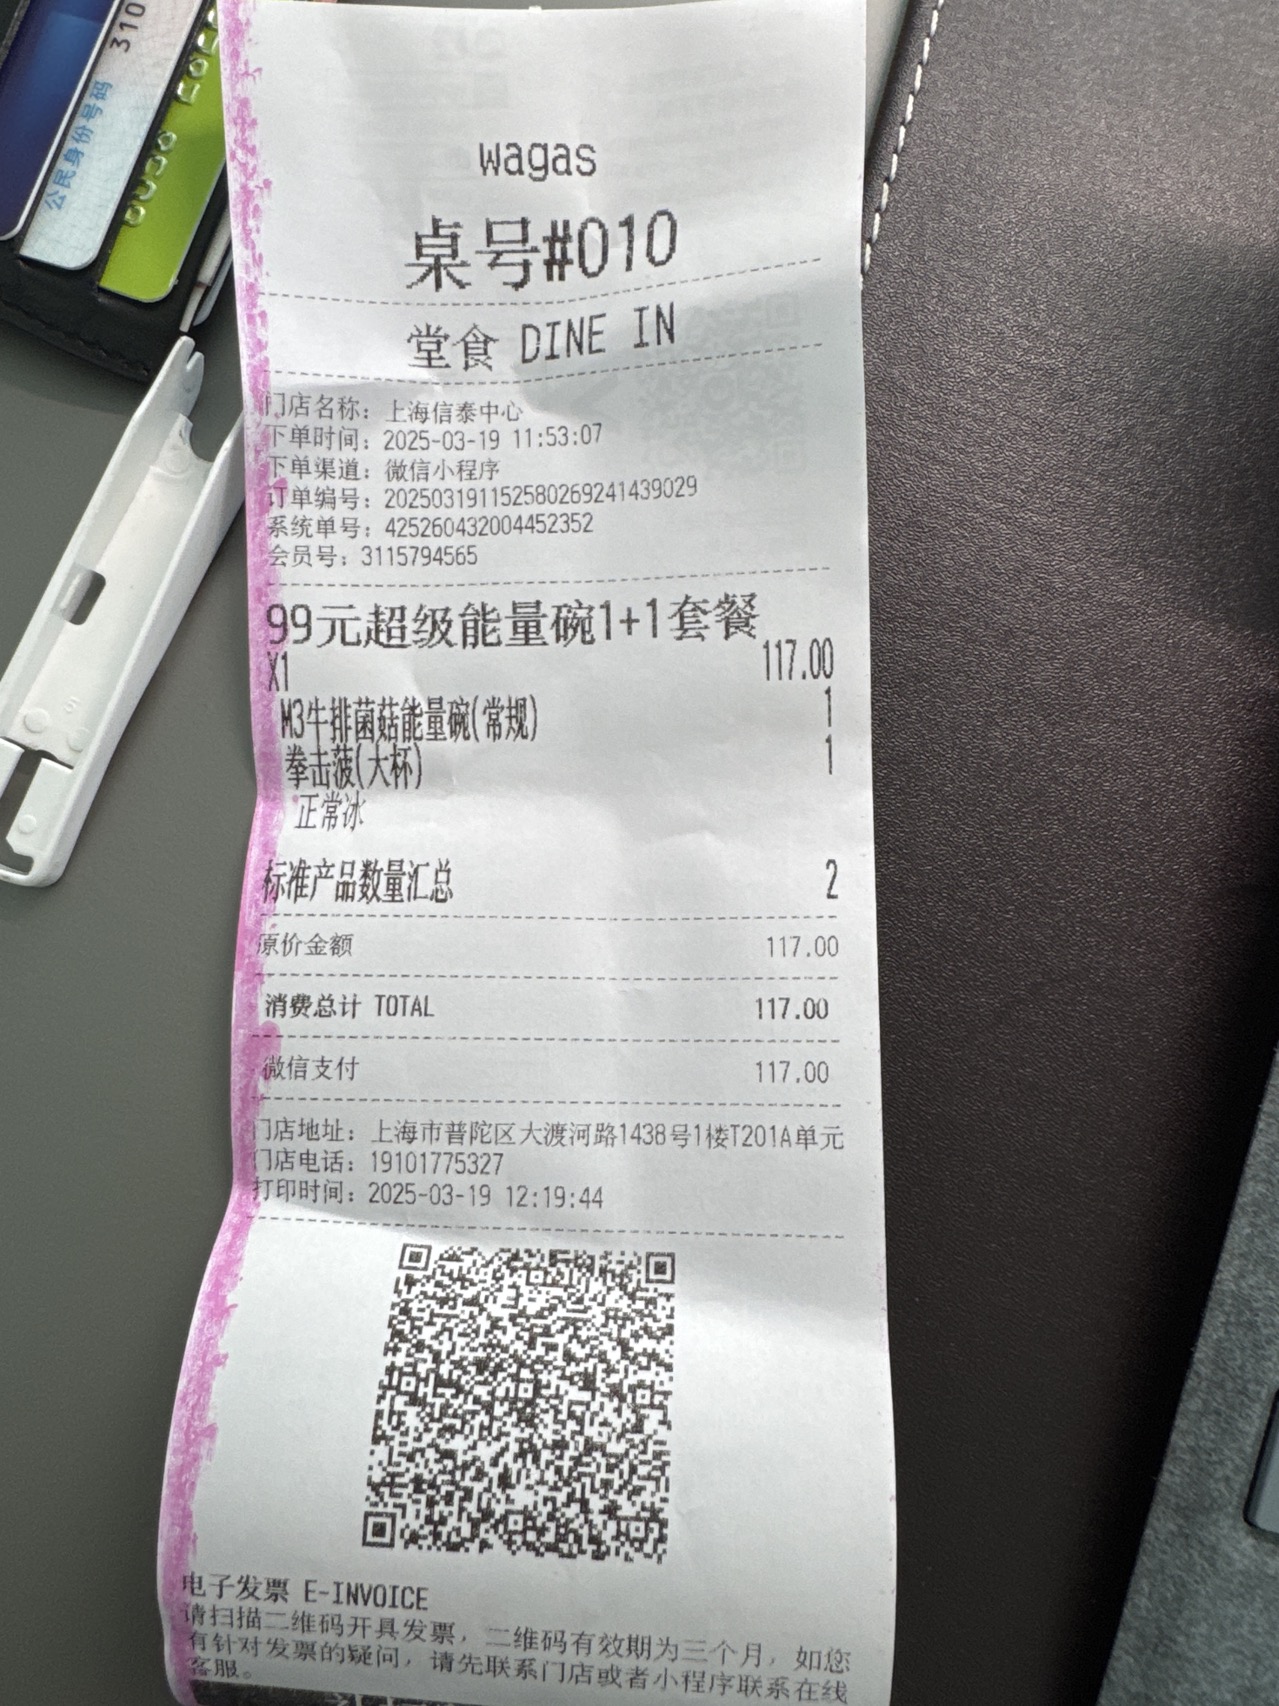 310
公民身份号码
wagas
桌号#010
堂食 DINE IN
门店名称：上海信泰中心
下单时间：2025-03-19 11:53:07
下单渠道：微信小程序
订单编号：2025031911525802692414​39029
系统单号：425260432004452352
会员号：3115794565
99元超级能量碗1+1套餐
X1 117.00
M3牛排菌菇能量碗(常规) 1
拳击菠(大杯) 1
正常冰
标准产品数量汇总 2
原价金额 117.00
消费总计 TOTAL 117.00
微信支付 117.00
门店地址：上海市普陀区大渡河路1438号1楼T201A单元
门店电话：19101775327
打印时间：2025-03-19 12:19:44
电子发票 E-INVOICE
请扫描二维码开具发票，二维码有效期为三个月，如您
有针对发票的疑问，请先联系门店或者小程序联系在线
客服。